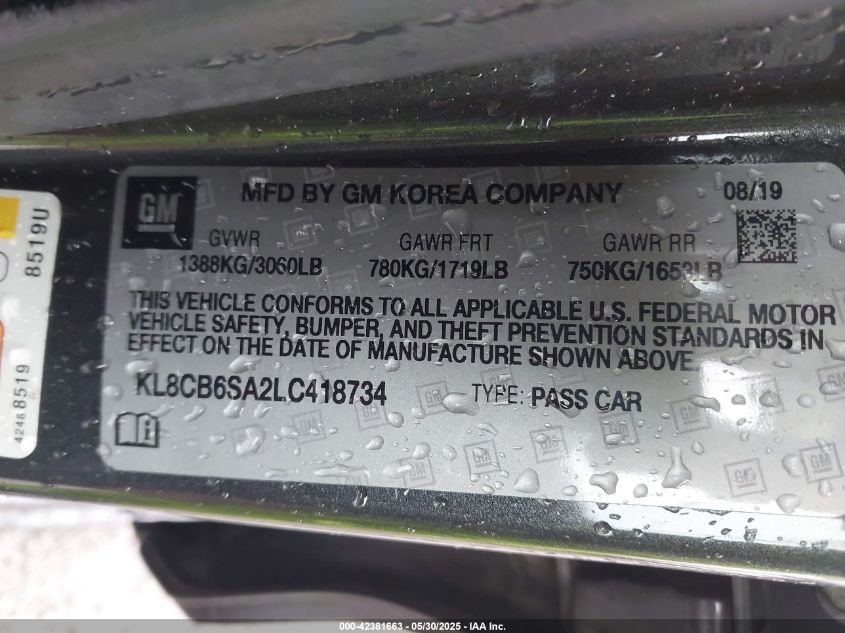 GM
MFD BY GM KOREA COMPANY
08/19
GVWR
GAWR FRT
GAWR RR
1388KG/3060LB
780KG/1719LB
750KG/1653LB
THIS VEHICLE CONFORMS TO ALL APPLICABLE U.S. FEDERAL MOTOR
VEHICLE SAFETY, BUMPER, AND THEFT PREVENTION STANDARDS IN
EFFECT ON THE DATE OF MANUFACTURE SHOWN ABOVE.
KL8CB6SA2LC418734
TYPE: PASS CAR
8519U
8519
000-42381663 — 05/30/2025 — IAA Inc.